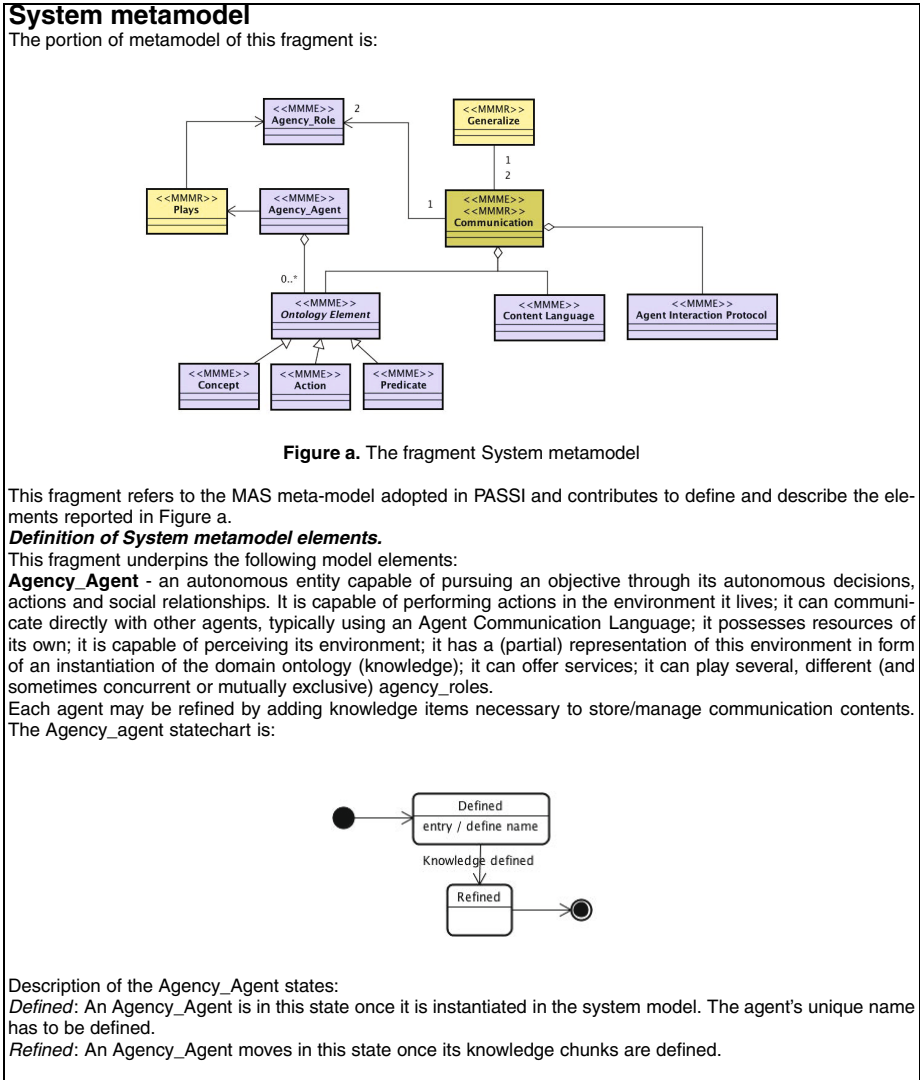 System metamodel
The portion of metamodel of this fragment is:
<<MMME>>
Agency_Role
2
<<MMMR>>
Generalize
1
2
<<MMMR>>
Plays
<<MMME>>
Agency_Agent
1
<<MMME>>
<<MMMR>>
Communication
0..*
<<MMME>>
Ontology Element
<<MMME>>
Content Language
<<MMME>>
Agent Interaction Protocol
<<MMME>>
Concept
<<MMME>>
Action
<<MMME>>
Predicate
Figure a. The fragment System metamodel
This fragment refers to the MAS meta-model adopted in PASSI and contributes to define and describe the ele-
ments reported in Figure a.
Definition of System metamodel elements.
This fragment underpins the following model elements:
Agency_Agent - an autonomous entity capable of pursuing an objective through its autonomous decisions,
actions and social relationships. It is capable of performing actions in the environment it lives; it can communi-
cate directly with other agents, typically using an Agent Communication Language; it possesses resources of
its own; it is capable of perceiving its environment; it has a (partial) representation of this environment in form
of an instantiation of the domain ontology (knowledge); it can offer services; it can play several, different (and
sometimes concurrent or mutually exclusive) agency_roles.
Each agent may be refined by adding knowledge items necessary to store/manage communication contents.
The Agency_agent statechart is:
Defined
entry / define name
Knowledge defined
Refined
Description of the Agency_Agent states:
Defined: An Agency_Agent is in this state once it is instantiated in the system model. The agent's unique name
has to be defined.
Refined: An Agency_Agent moves in this state once its knowledge chunks are defined.